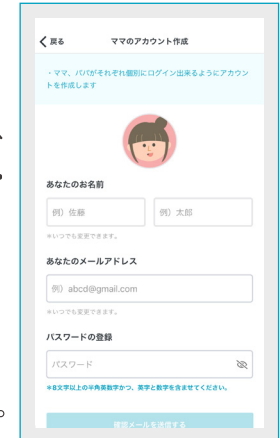 戻る
ママのアカウント作成
・ママ、パパがそれぞれ個別にログイン出来るようにアカウン
トを作成します
あなたのお名前
例）佐藤
例）太郎
※いつでも変更できます。
あなたのメールアドレス
例）abcd@gmail.com
※いつでも変更できます。
パスワードの登録
パスワード
※8文字以上の半角英数字かつ、英字と数字を含ませてください。
確認メールを送信する